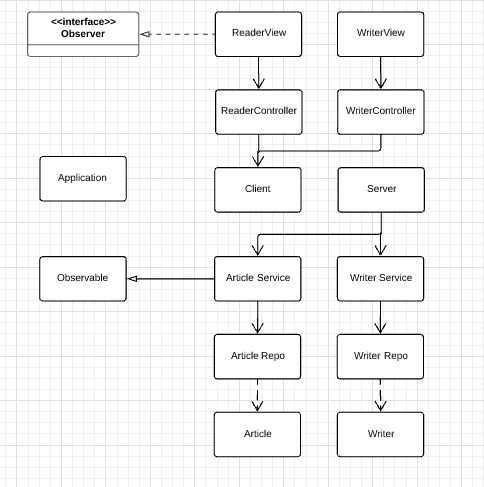 <<interface>>
Observer
ReaderView
WriterView
ReaderController
WriterController
Application
Client
Server
Observable
Article Service
Writer Service
Article Repo
Writer Repo
Article
Writer